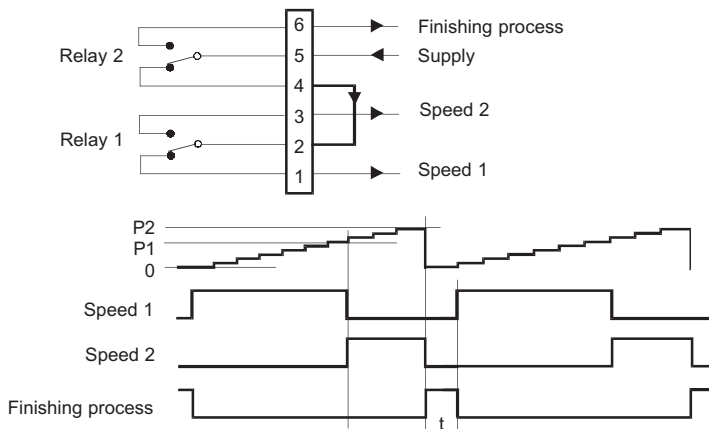 6 Finishing process
Relay 2 5 Supply
4
3 Speed 2
Relay 1 2
1 Speed 1
P2
P1
0
Speed 1
Speed 2
Finishing process
t